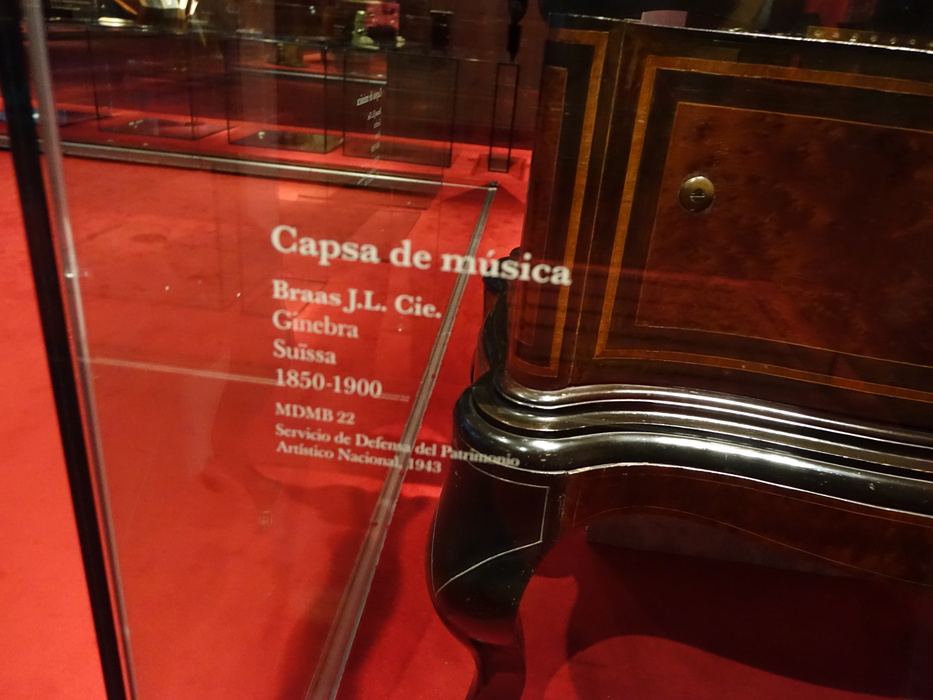 Capsa de música
Braas J.L. Cie.
Ginebra
Suïssa
1850-1900
MDMB 22
Servicio de Defensa del Patrimonio
Artístico Nacional, 1943